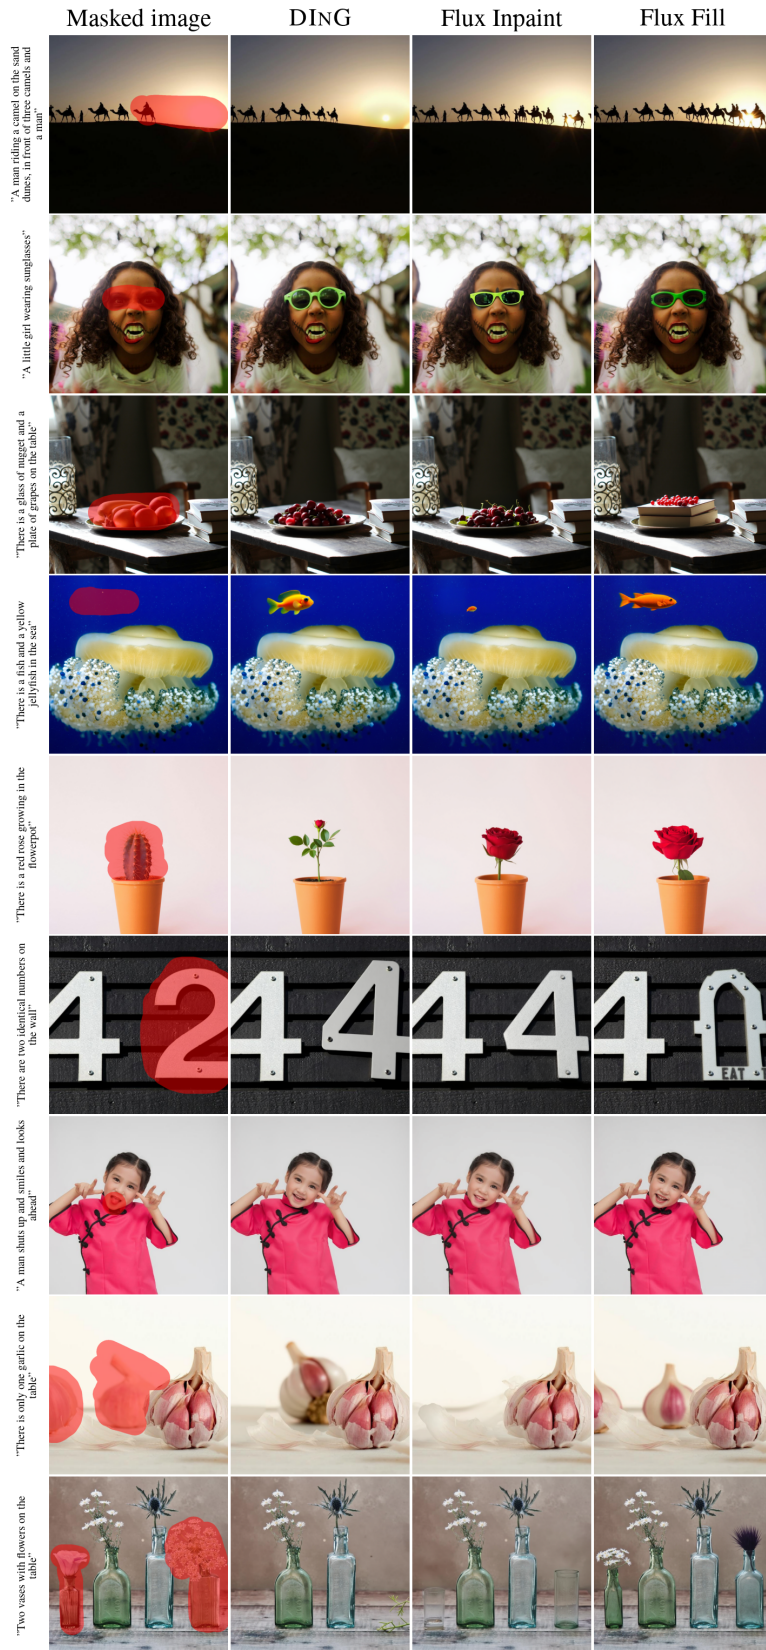 Masked image
DING
Flux Inpaint
Flux Fill
"A man riding a camel on the sand
dunes, in front of three camels and
a man"
"A little girl wearing sunglasses"
"There is a glass of nugget and a
plate of grapes on the table"
"There is a fish and a yellow
jellyfish in the sea"
"There is a red rose growing in the
flowerpot"
"There are two identical numbers on
the wall"
4 2
4 4
4 4
4 0
EAT T
"A man shuts up and smiles and looks
ahead"
"There is only one garlic on the
table"
"Two vases with flowers on the
table"